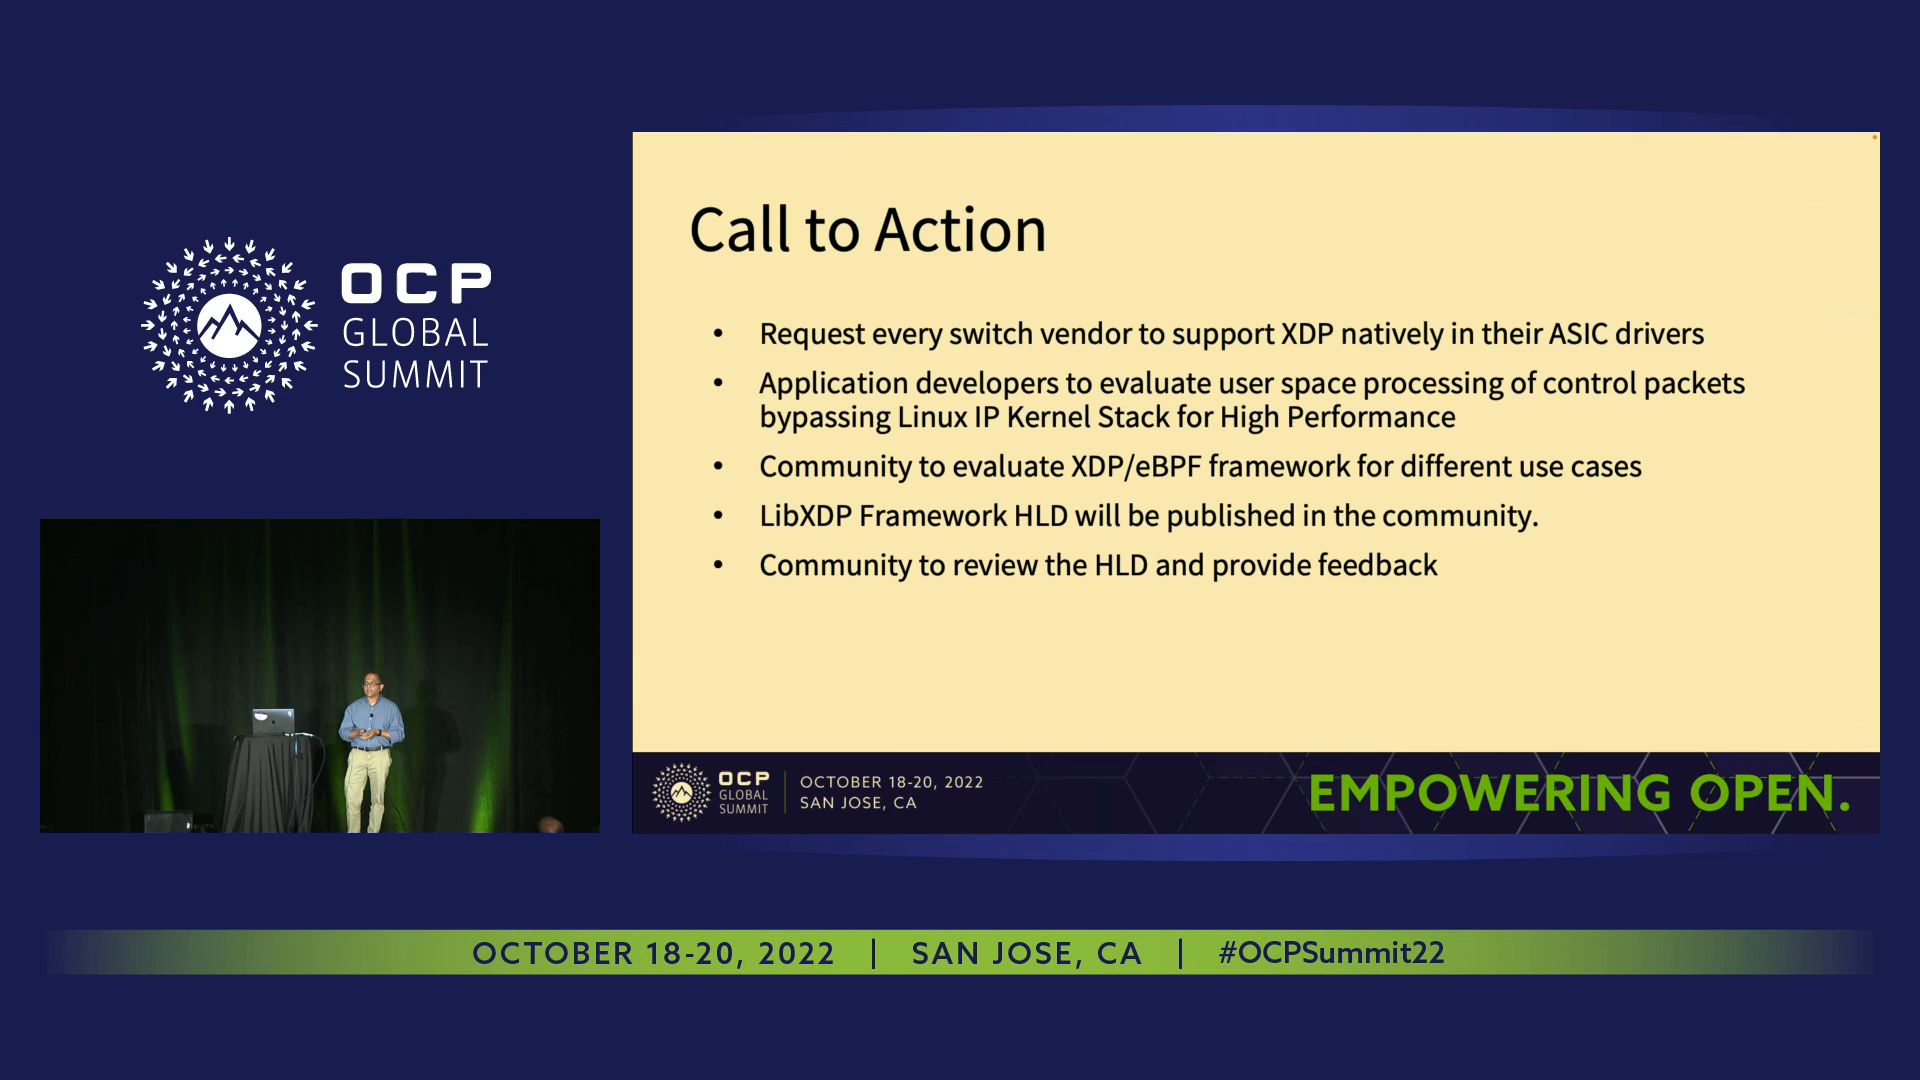 OCP
GLOBAL
SUMMIT
Call to Action
• Request every switch vendor to support XDP natively in their ASIC drivers
• Application developers to evaluate user space processing of control packets
bypassing Linux IP Kernel Stack for High Performance
• Community to evaluate XDP/eBPF framework for different use cases
• LibXDP Framework HLD will be published in the community.
• Community to review the HLD and provide feedback
OCP
GLOBAL
SUMMIT
OCTOBER 18-20, 2022
SAN JOSE, CA
EMPOWERING OPEN.
OCTOBER 18-20, 2022 | SAN JOSE, CA | #OCPSummit22